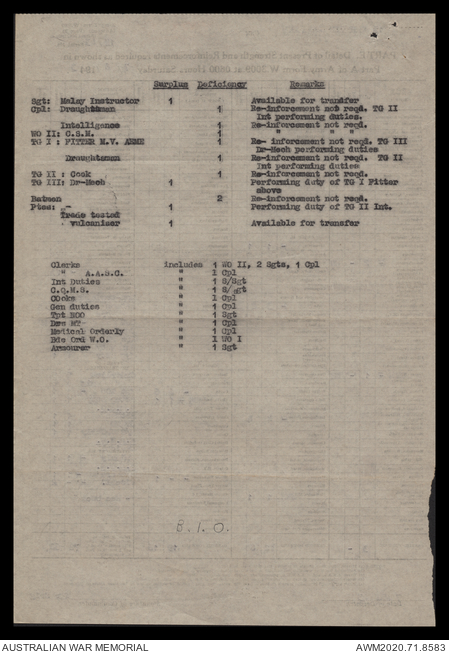 Surplus Deficiency Remarks
Sgt: Malay Instructor 1 Available for transfer
Cpl: Draughtsman 1 Re-inforcement not reqd. TG II
Int performing duties.
Intelligence 1 Re-inforcement not reqd.
WO II: C.S.M. 1 " " "
TG I : FITTER M.V. AEME 1 Re- inforcement not reqd. TG III
Dr-Mech performing duties
Draughtsman 1 Re-inforcement not reqd. TG II
Int performing duties
TG II : Cook 1 Re-inforcement not reqd.
TG III: Dr-Mech 1 Performing duty of TG I Fitter
above
Batmen 2 Re-inforcement not reqd.
Ptes: - 1 Performing duty of TG II Int.
Trade tested
- vulcaniser 1 Available for transfer
Clerks includes 1 WO II, 2 Sgts, 1 Cpl
" A.A.S.C. " 1 Cpl
Int Duties " 1 S/Sgt
C.Q.M.S. " 1 S/Sgt
COoks " 1 Cpl
Gen duties " 1 Cpl
Tpt NCO " 1 Sgt
Dvs MT " 1 Cpl
Medical Orderly " 1 Cpl
Bde Ord W.O. " 1 WO I
Armourer " 1 Sgt
B.I.O.
AUSTRALIAN WAR MEMORIAL AWM2020.71.8583